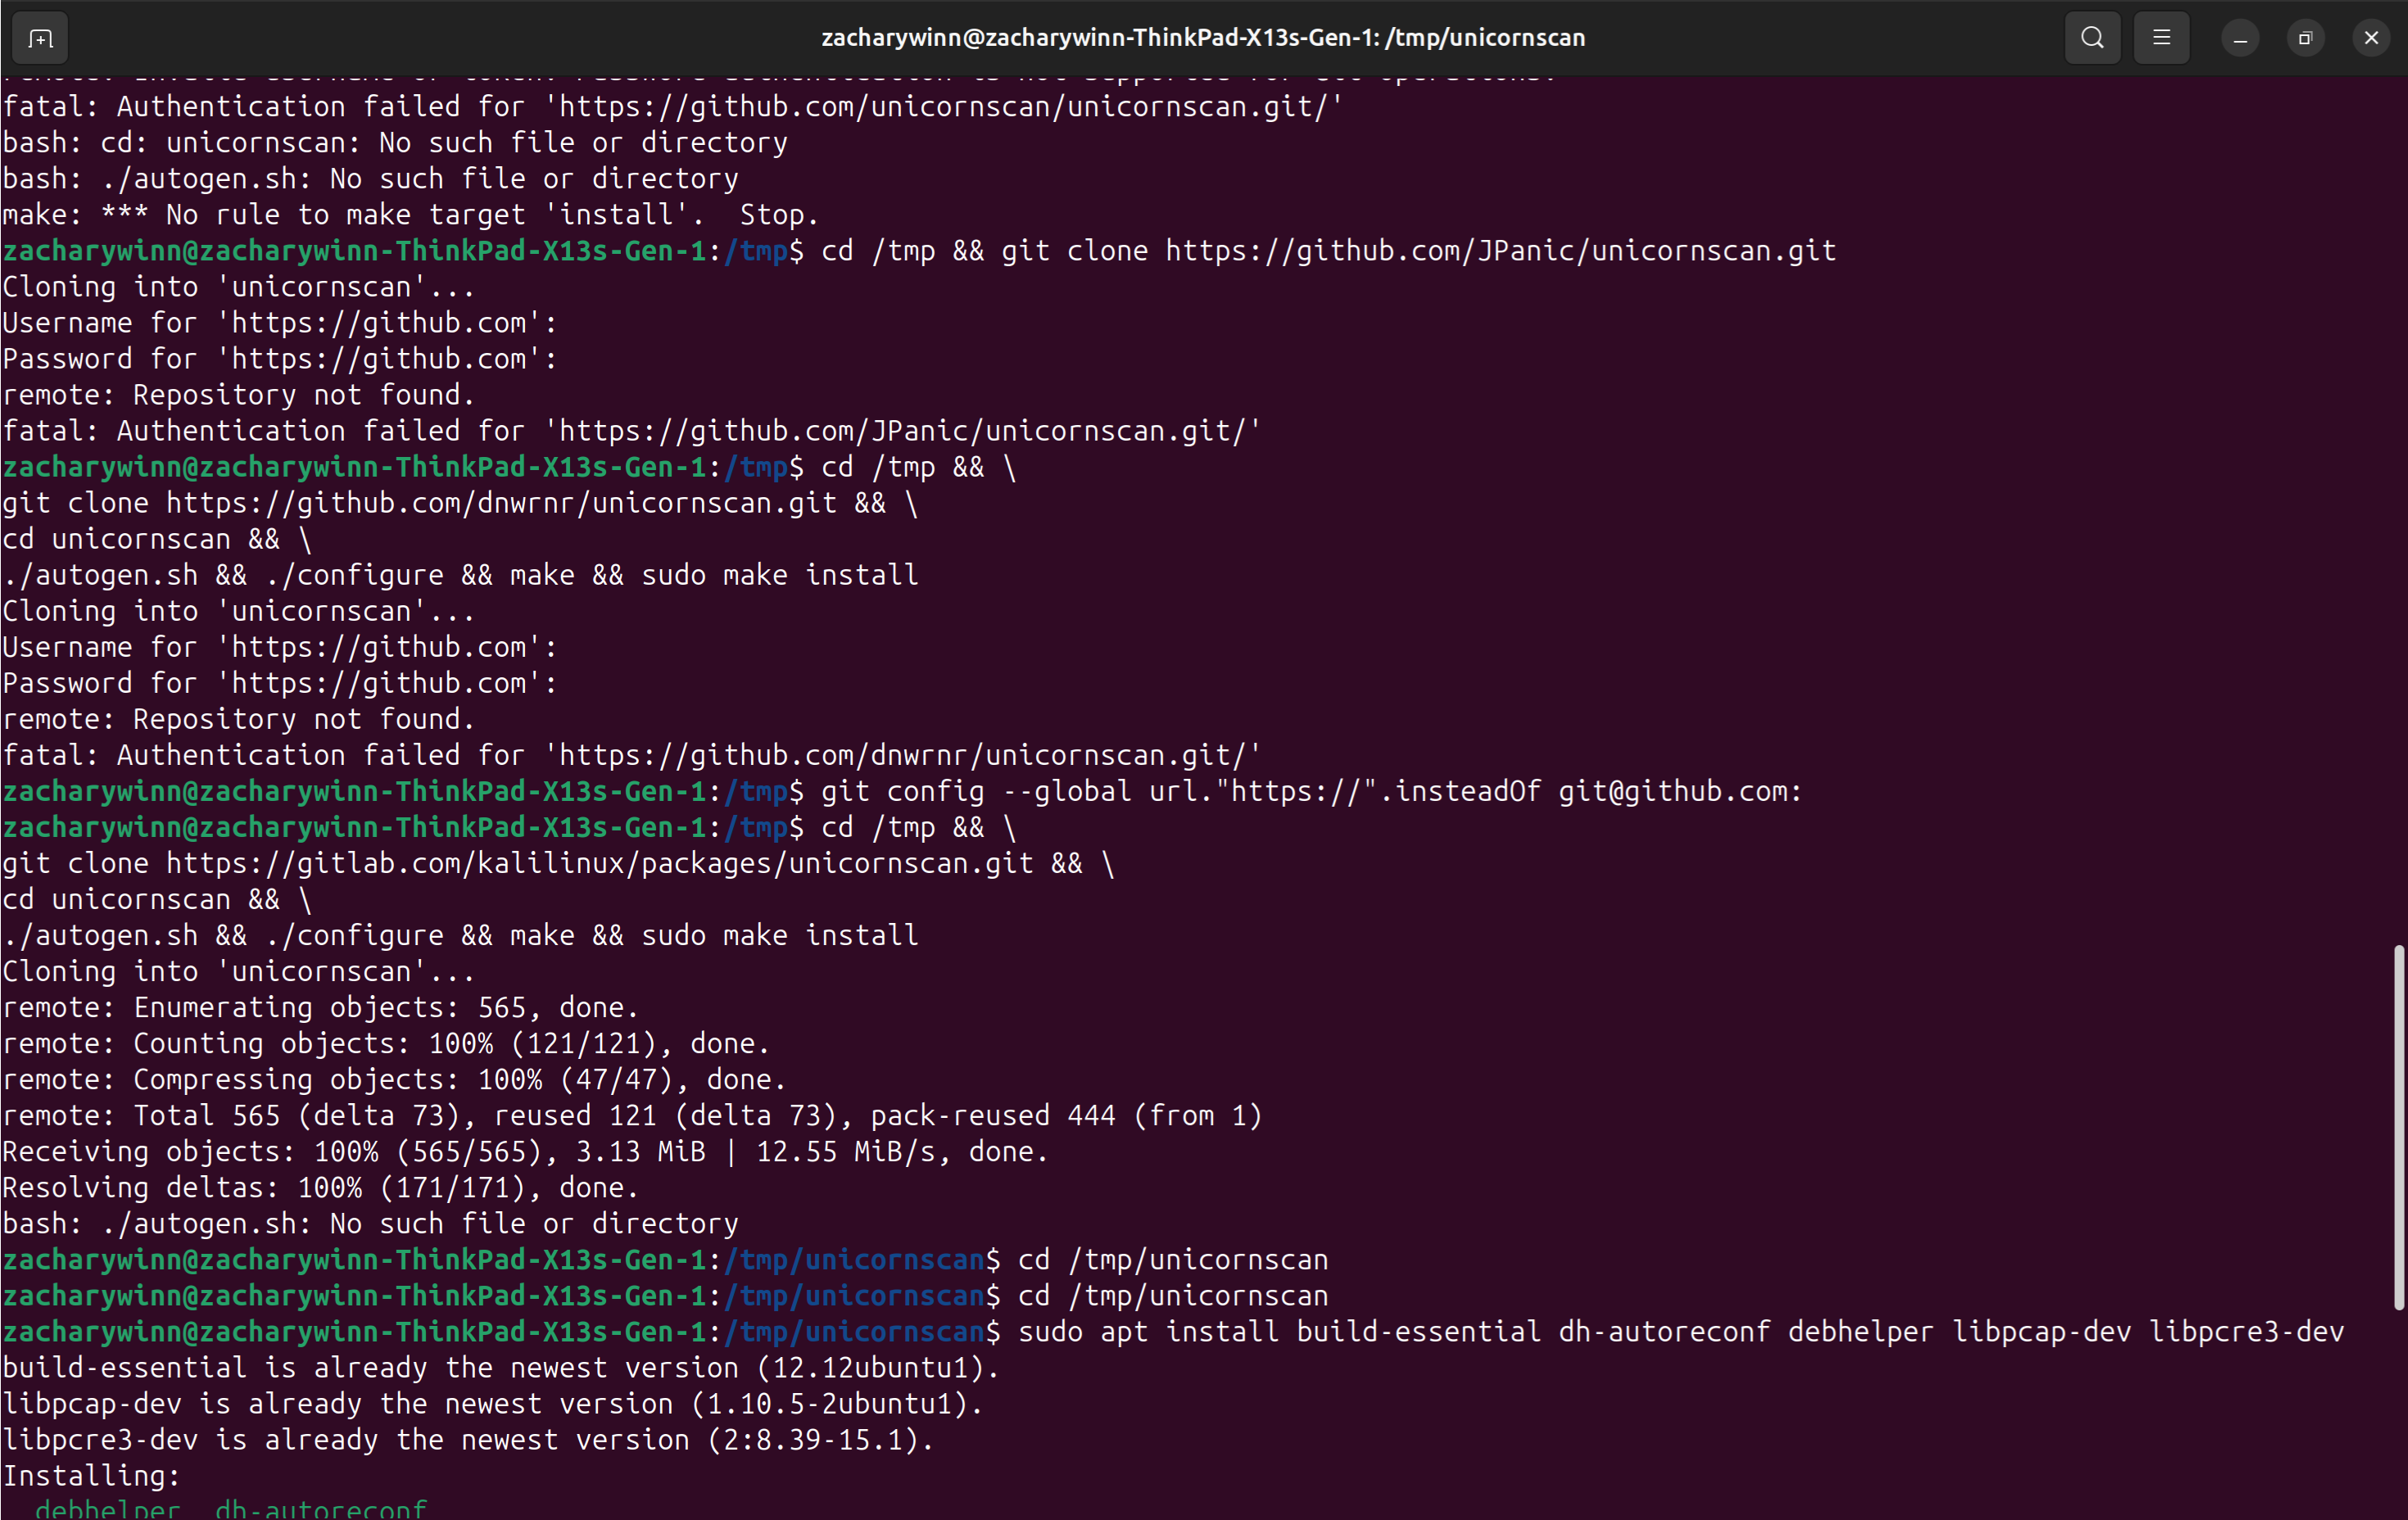 zacharywinn@zacharywinn-ThinkPad-X13s-Gen-1: /tmp/unicornscan
remote: Invalid username or token. Password authentication is not supported for Git operations.
fatal: Authentication failed for 'https://github.com/unicornscan/unicornscan.git/'
bash: cd: unicornscan: No such file or directory
bash: ./autogen.sh: No such file or directory
make: *** No rule to make target 'install'.  Stop.
zacharywinn@zacharywinn-ThinkPad-X13s-Gen-1:/tmp$ cd /tmp && git clone https://github.com/JPanic/unicornscan.git
Cloning into 'unicornscan'...
Username for 'https://github.com':
Password for 'https://github.com':
remote: Repository not found.
fatal: Authentication failed for 'https://github.com/JPanic/unicornscan.git/'
zacharywinn@zacharywinn-ThinkPad-X13s-Gen-1:/tmp$ cd /tmp && \
git clone https://github.com/dnwrnr/unicornscan.git && \
cd unicornscan && \
./autogen.sh && ./configure && make && sudo make install
Cloning into 'unicornscan'...
Username for 'https://github.com':
Password for 'https://github.com':
remote: Repository not found.
fatal: Authentication failed for 'https://github.com/dnwrnr/unicornscan.git/'
zacharywinn@zacharywinn-ThinkPad-X13s-Gen-1:/tmp$ git config --global url."https://".insteadOf git@github.com:
zacharywinn@zacharywinn-ThinkPad-X13s-Gen-1:/tmp$ cd /tmp && \
git clone https://gitlab.com/kalilinux/packages/unicornscan.git && \
cd unicornscan && \
./autogen.sh && ./configure && make && sudo make install
Cloning into 'unicornscan'...
remote: Enumerating objects: 565, done.
remote: Counting objects: 100% (121/121), done.
remote: Compressing objects: 100% (47/47), done.
remote: Total 565 (delta 73), reused 121 (delta 73), pack-reused 444 (from 1)
Receiving objects: 100% (565/565), 3.13 MiB | 12.55 MiB/s, done.
Resolving deltas: 100% (171/171), done.
bash: ./autogen.sh: No such file or directory
zacharywinn@zacharywinn-ThinkPad-X13s-Gen-1:/tmp/unicornscan$ cd /tmp/unicornscan
zacharywinn@zacharywinn-ThinkPad-X13s-Gen-1:/tmp/unicornscan$ cd /tmp/unicornscan
zacharywinn@zacharywinn-ThinkPad-X13s-Gen-1:/tmp/unicornscan$ sudo apt install build-essential dh-autoreconf debhelper libpcap-dev libpcre3-dev
build-essential is already the newest version (12.12ubuntu1).
libpcap-dev is already the newest version (1.10.5-2ubuntu1).
libpcre3-dev is already the newest version (2:8.39-15.1).
Installing:
  debhelper  dh-autoreconf